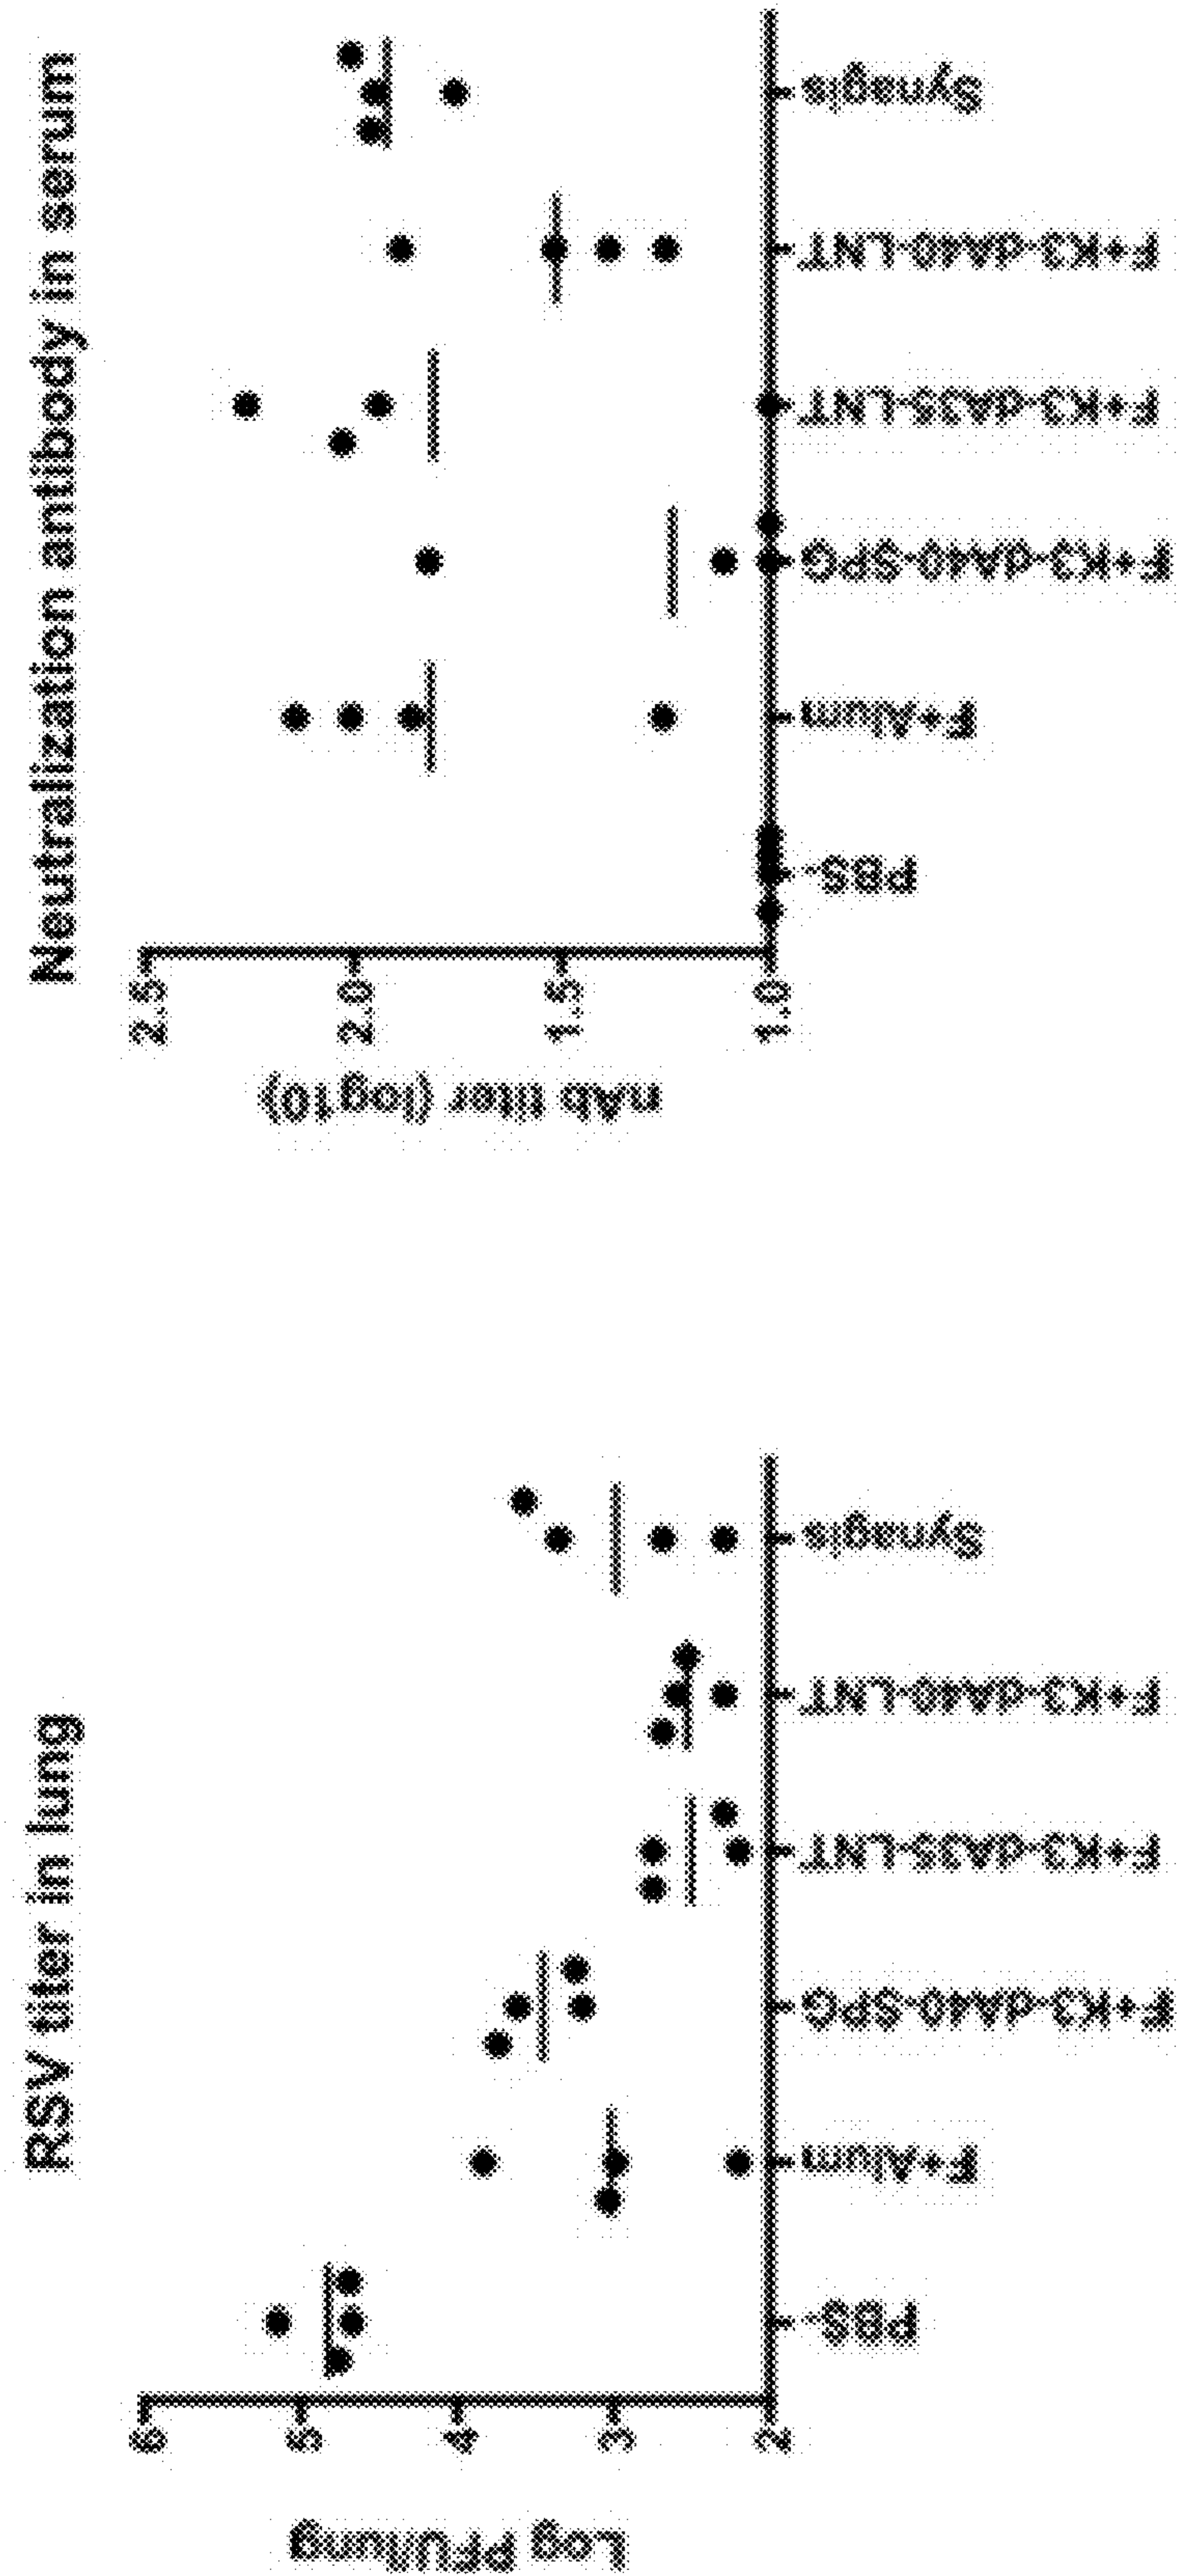 RSV titer in lung
Log PFU/lung
6
5
4
3
2
PBS
F+Alum
F+K3-dA40-SPG
F+K3-dA35-LNT
F+K3-dA40-LNT
Synagis
Neutralization antibody in serum
nAb titer (log10)
2.5
2.0
1.5
1.0
PBS
F+Alum
F+K3-dA40-SPG
F+K3-dA35-LNT
F+K3-dA40-LNT
Synagis